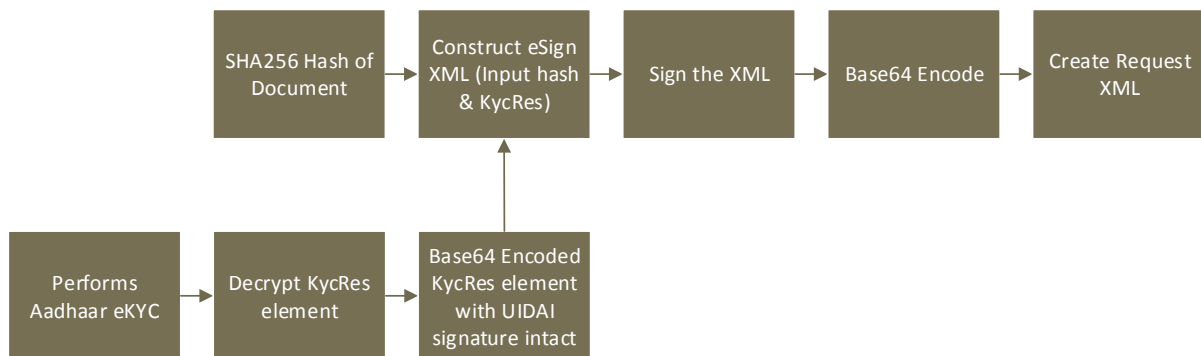 SHA256 Hash of
Document
Construct eSign
XML (Input hash
& KycRes)
Sign the XML
Base64 Encode
Create Request
XML
Performs
Aadhaar eKYC
Decrypt KycRes
element
Base64 Encoded
KycRes element
with UIDAI
signature intact